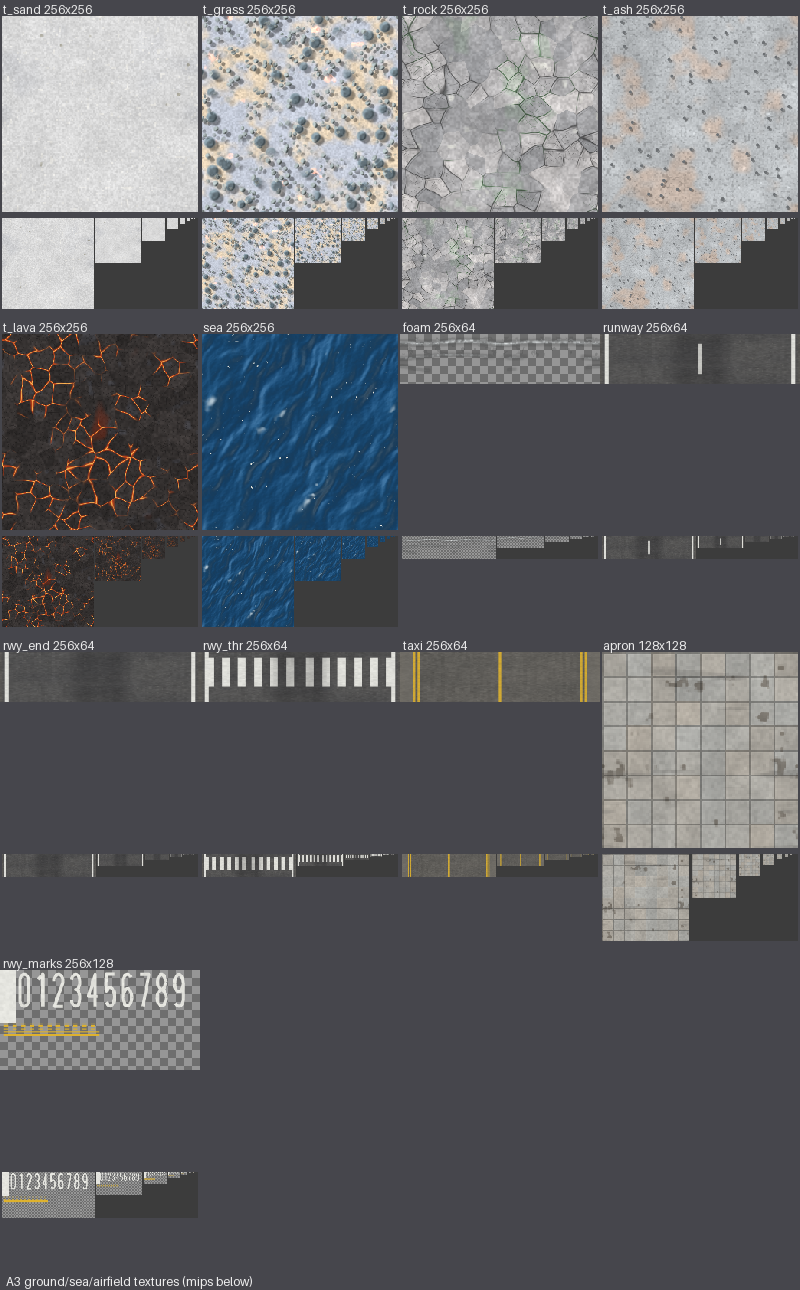 t_sand 256x256
t_grass 256x256
t_rock 256x256
t_ash 256x256
t_lava 256x256
sea 256x256
foam 256x64
runway 256x64
rwy_end 256x64
rwy_thr 256x64
taxi 256x64
apron 128x128
rwy_marks 256x128
0123456789
0123456789
0123456789
A3 ground/sea/airfield textures (mips below)